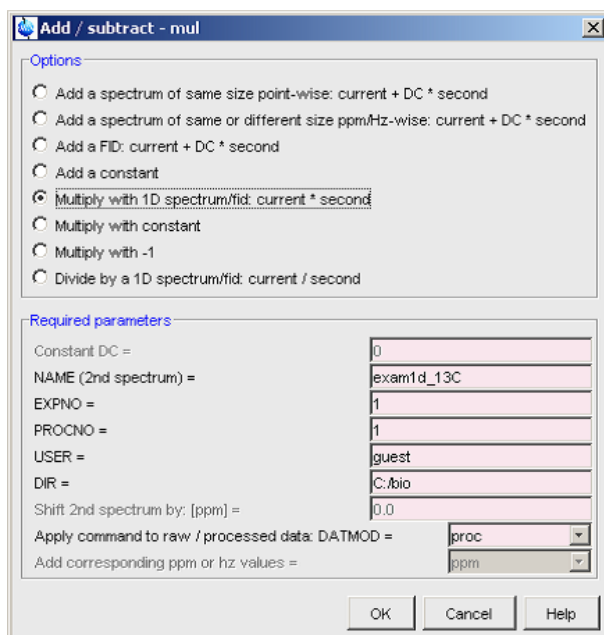 Add / subtract - mul
Options
Add a spectrum of same size point-wise: current + DC * second
Add a spectrum of same or different size ppm/Hz-wise: current + DC * second
Add a FID: current + DC * second
Add a constant
Multiply with 1D spectrum/fid: current * second
Multiply with constant
Multiply with -1
Divide by a 1D spectrum/fid: current / second
Required parameters
Constant DC = 0
NAME (2nd spectrum) = exam1d_13C
EXPNO = 1
PROCNO = 1
USER = guest
DIR = C:/bio
Shift 2nd spectrum by: [ppm] = 0.0
Apply command to raw / processed data: DATMOD = proc
Add corresponding ppm or hz values = ppm
OK Cancel Help